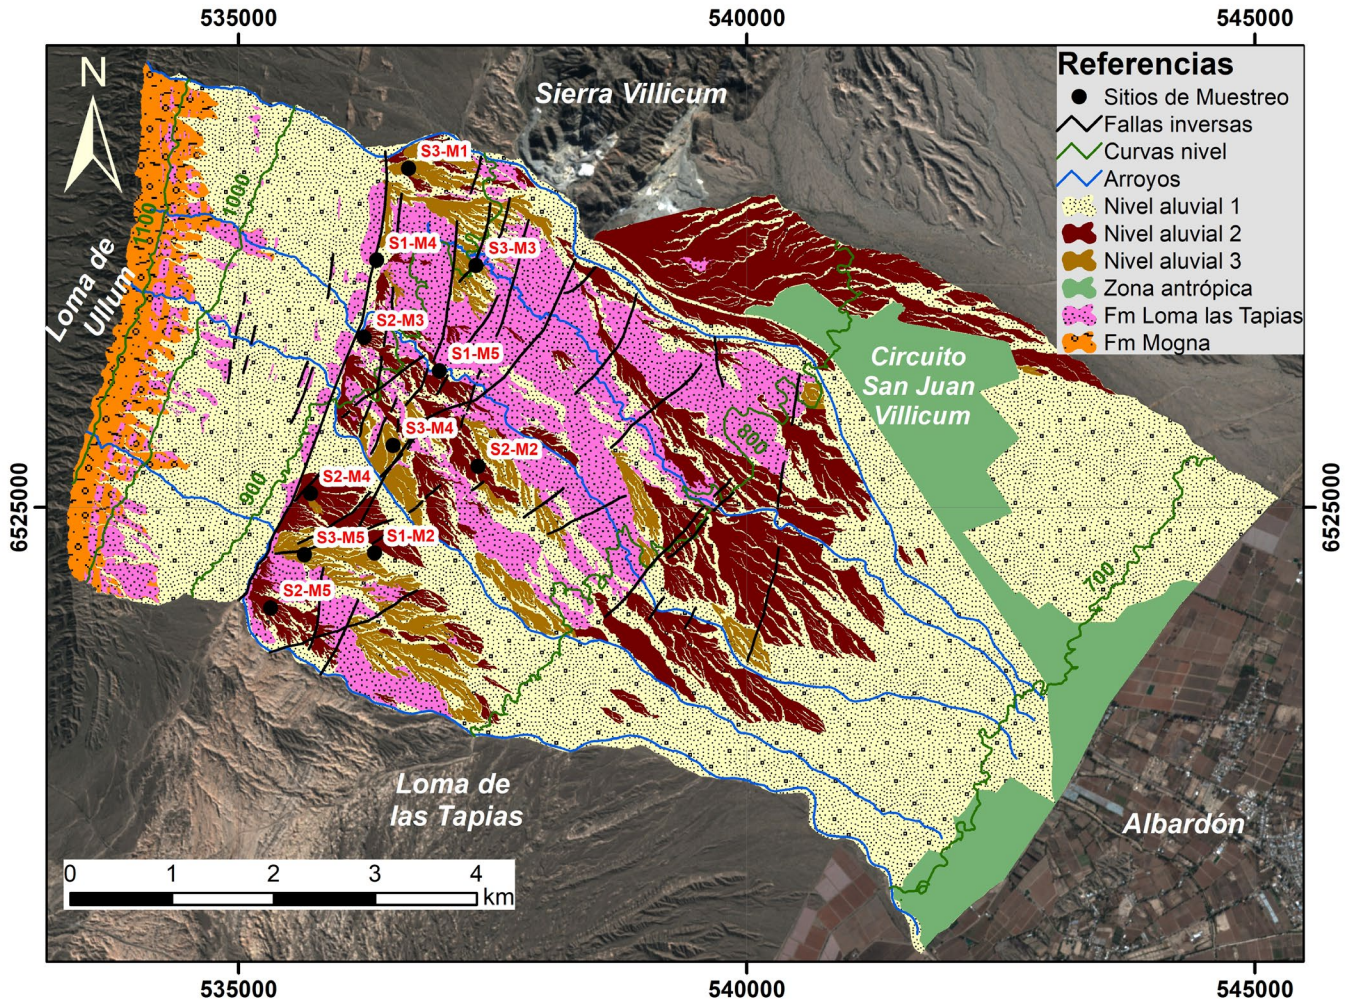 535000
540000
545000
N
Sierra Villicum
Referencias
Sitios de Muestreo
Fallas inversas
Curvas nivel
Arroyos
Nivel aluvial 1
Nivel aluvial 2
Nivel aluvial 3
Zona antrópica
Fm Loma las Tapias
Fm Mogna
S3-M1
1000
1100
Loma de
Ullum
S1-M4
S3-M3
S2-M3
S1-M5
Circuito
San Juan
Villicum
S3-M4
800
S2-M2
S2-M4
900
6525000
6525000
S3-M5
S1-M2
700
S2-M5
Loma de
las Tapias
Albardón
0
1
2
3
4
km
535000
540000
545000